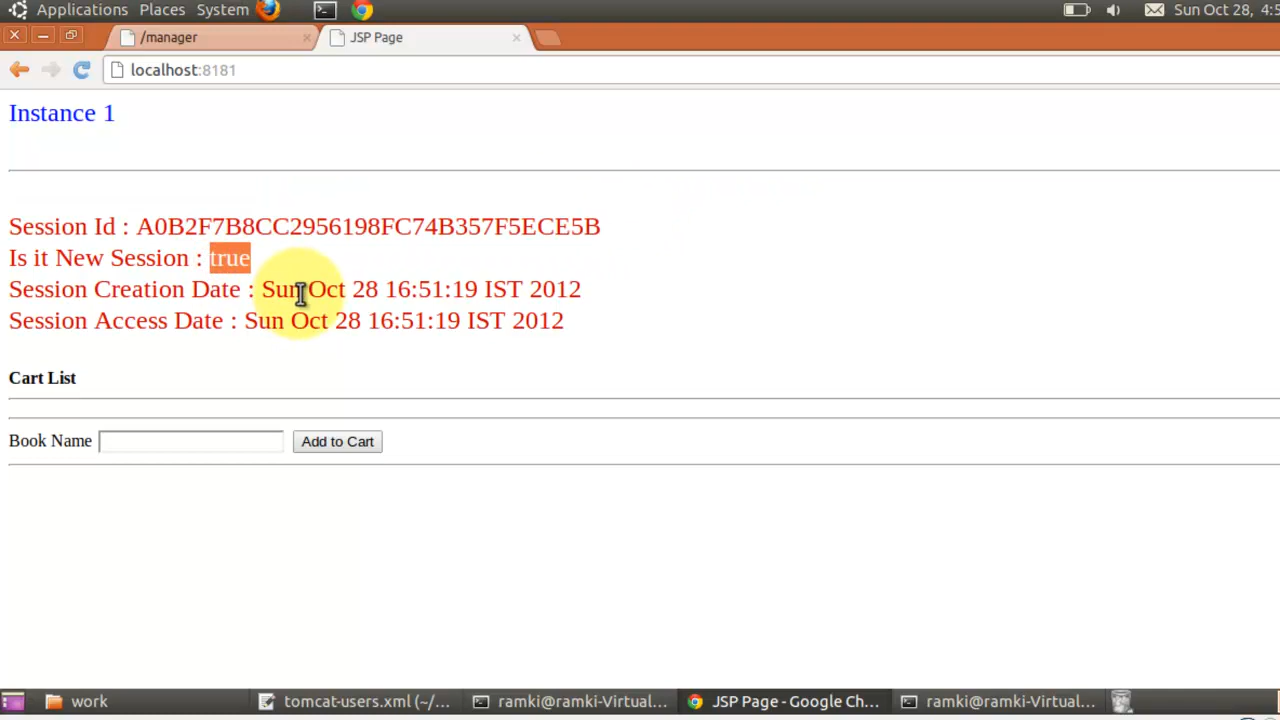 Applications Places System Sun Oct 28, 4:5
/manager JSP Page
localhost:8181
Instance 1
Session Id : A0B2F7B8CC2956198FC74B357F5ECE5B
Is it New Session : true
Session Creation Date : Sun Oct 28 16:51:19 IST 2012
Session Access Date : Sun Oct 28 16:51:19 IST 2012
Cart List
Book Name Add to Cart
work tomcat-users.xml (~/... ramki@ramki-Virtual... JSP Page - Google Ch... ramki@ramki-Virtual...